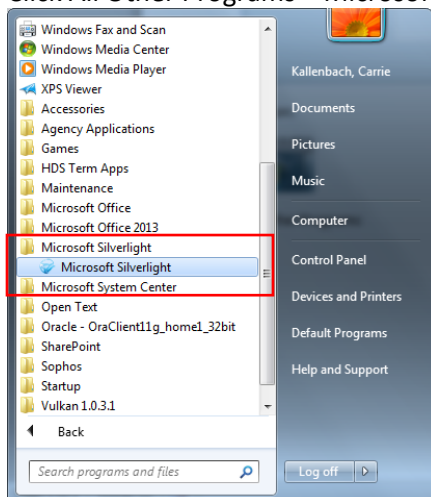 Windows Fax and Scan
Windows Media Center
Windows Media Player
XPS Viewer
Accessories
Agency Applications
Games
HDS Term Apps
Maintenance
Microsoft Office
Microsoft Office 2013
Microsoft Silverlight
Microsoft Silverlight
Microsoft System Center
Open Text
Oracle - OraClient11g_home1_32bit
SharePoint
Sophos
Startup
Vulkan 1.0.3.1
Back
Search programs and files
Kallenbach, Carrie
Documents
Pictures
Music
Computer
Control Panel
Devices and Printers
Default Programs
Help and Support
Log off